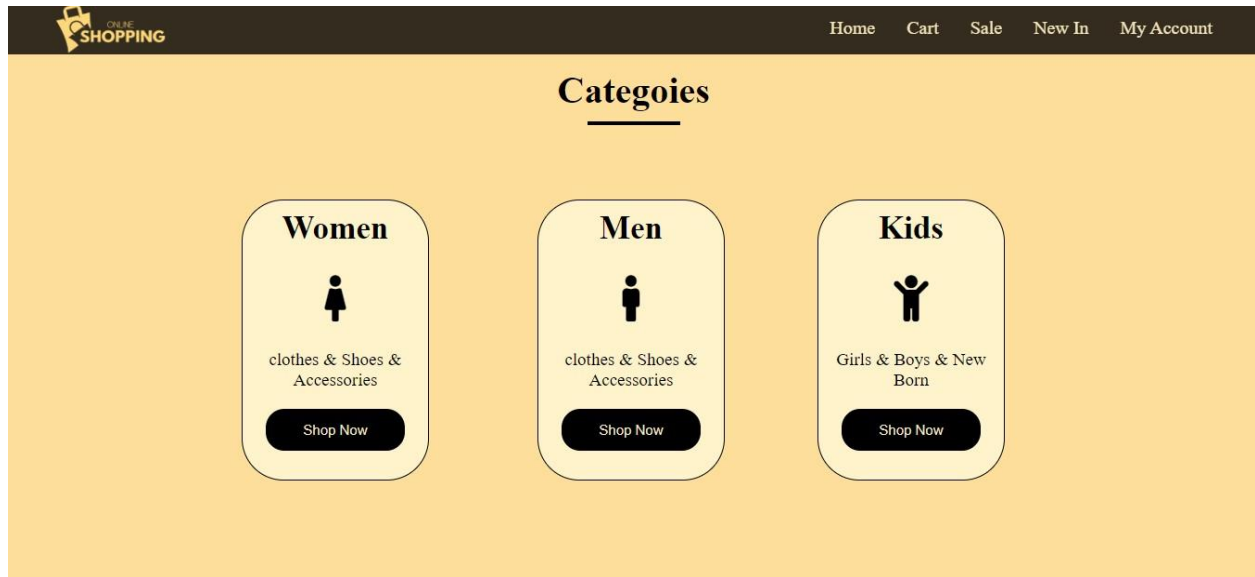 ONLINE
SHOPPING
Home Cart Sale New In My Account
Categoies
Women
clothes & Shoes &
Accessories
Shop Now
Men
clothes & Shoes &
Accessories
Shop Now
Kids
Girls & Boys & New
Born
Shop Now